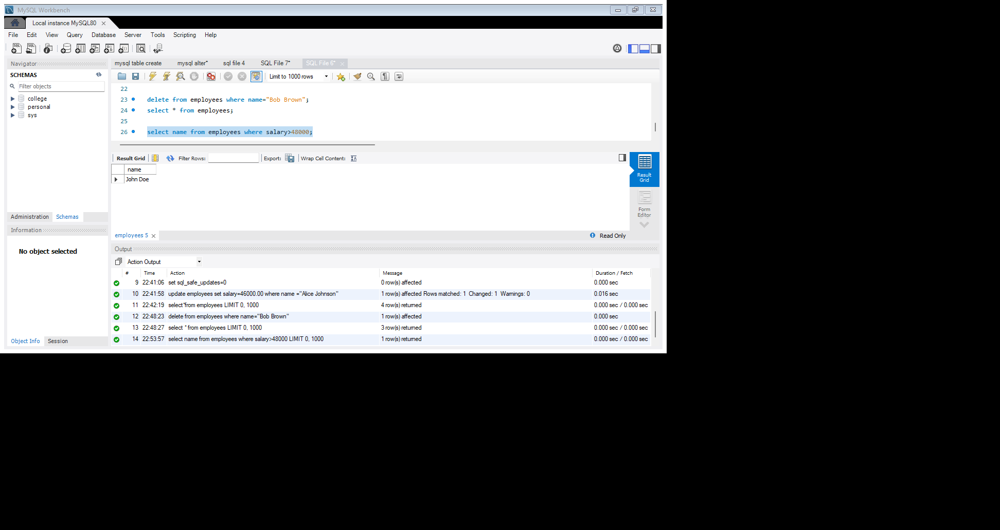 MySQL Workbench
Local instance MySQL80
File Edit View Query Database Server Tools Scripting Help
Navigator
SCHEMAS
Filter objects
college
personal
sys
Administration Schemas
Information
No object selected
Object Info Session
mysql table create mysql alter* sql file 4 SQL File 7* SQL File 6*
Limit to 1000 rows
22
23 delete from employees where name="Bob Brown";
24 select * from employees;
25
26 select name from employees where salary>48000;
Result Grid Filter Rows: Export: Wrap Cell Content:
name
John Doe
Result
Grid
Form
Editor
employees 5 Read Only
Output
Action Output
# Time Action Message Duration / Fetch
9 22:41:06 set sql_safe_updates=0 0 row(s) affected 0.000 sec
10 22:41:58 update employees set salary=46000.00 where name ="Alice Johnson" 1 row(s) affected Rows matched: 1 Changed: 1 Warnings: 0 0.016 sec
11 22:42:19 select*from employees LIMIT 0, 1000 4 row(s) returned 0.000 sec / 0.000 sec
12 22:48:23 delete from employees where name="Bob Brown" 1 row(s) affected 0.000 sec
13 22:48:27 select * from employees LIMIT 0, 1000 3 row(s) returned 0.000 sec / 0.000 sec
14 22:53:57 select name from employees where salary>48000 LIMIT 0, 1000 1 row(s) returned 0.000 sec / 0.000 sec